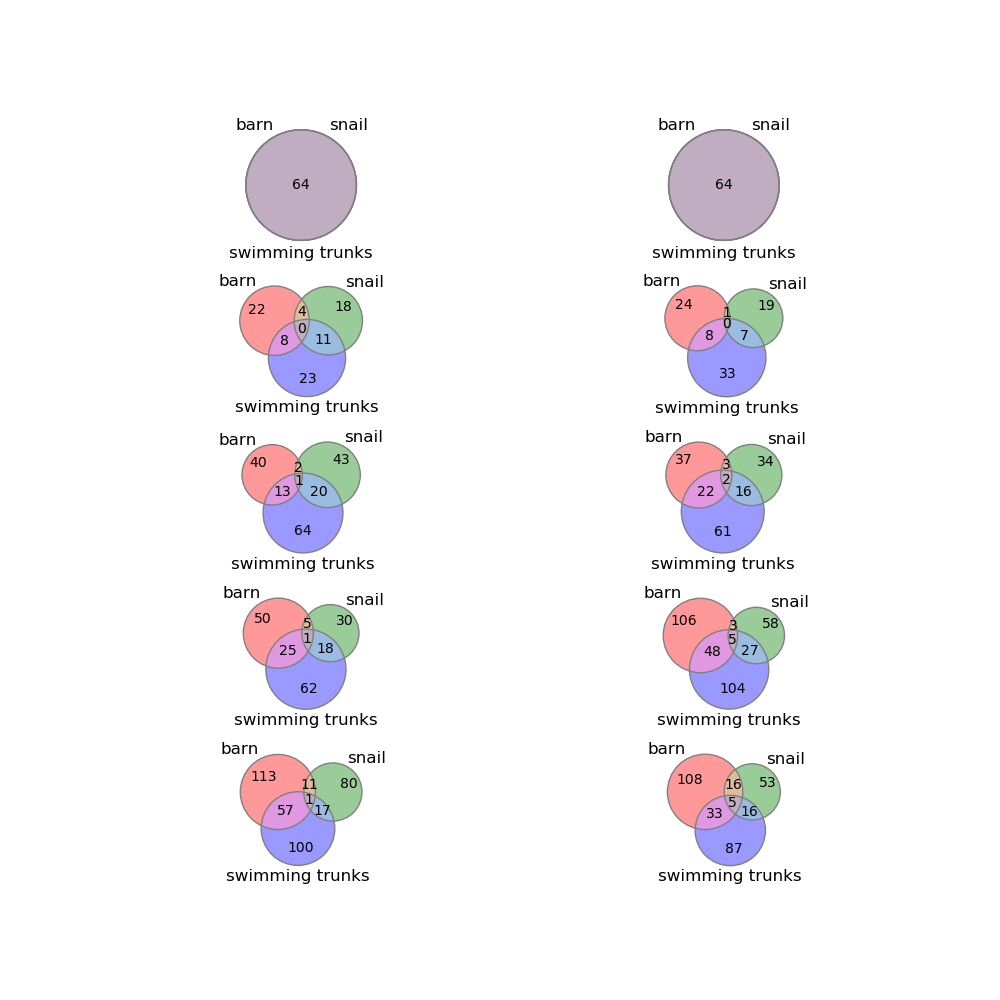 barn snail barn snail
64 64
swimming trunks swimming trunks
barn snail barn snail
22 4 18 24 1 19
0 0
8 11 8 7
23 33
swimming trunks swimming trunks
barn snail barn snail
40 2 43 37 3 34
1 2
13 20 22 16
64 61
swimming trunks swimming trunks
barn snail barn snail
50 5 30 106 3 58
1 5
25 18 48 27
62 104
swimming trunks swimming trunks
barn snail barn snail
113 11 80 108 16 53
1 5
57 17 33 16
100 87
swimming trunks swimming trunks